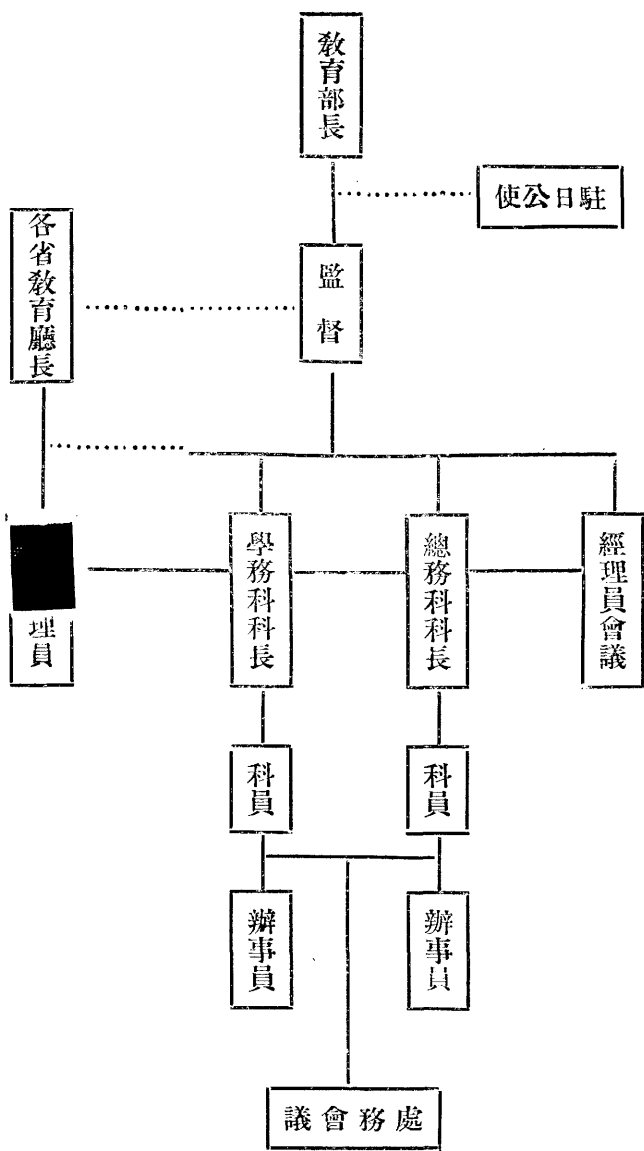 教育部長
使公日駐
各省教育廳長
監督
理員
學務科科長
總務科科長
經理員會議
科員
科員
辦事員
辦事員
議會務處